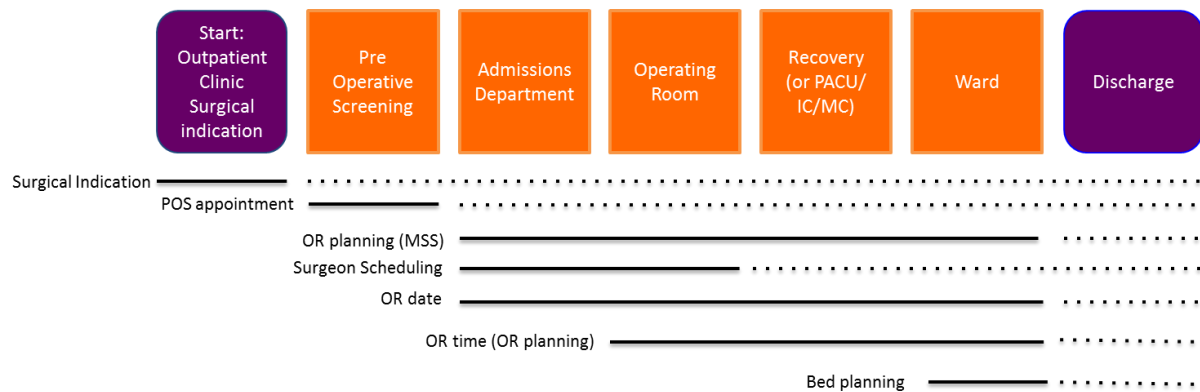 Start:
Outpatient
Clinic
Surgical
indication
Pre
Operative
Screening
Admissions
Department
Operating
Room
Recovery
(or PACU/
IC/MC)
Ward
Discharge
Surgical Indication
POS appointment
OR planning (MSS)
Surgeon Scheduling
OR date
OR time (OR planning)
Bed planning